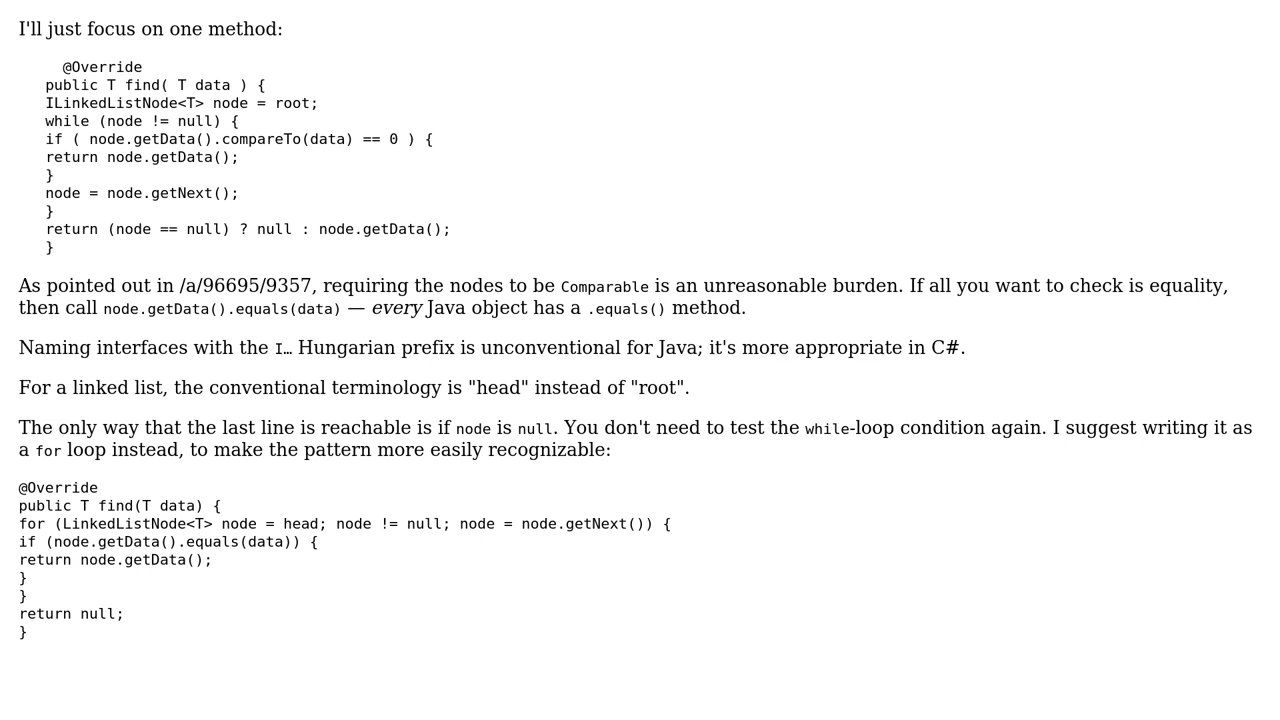 I'll just focus on one method:
@Override
public T find( T data ) {
ILinkedListNode<T> node = root;
while (node != null) {
if ( node.getData().compareTo(data) == 0 ) {
return node.getData();
}
node = node.getNext();
}
return (node == null) ? null : node.getData();
}
As pointed out in /a/96695/9357, requiring the nodes to be Comparable is an unreasonable burden. If all you want to check is equality,
then call node.getData().equals(data) — every Java object has a .equals() method.
Naming interfaces with the I… Hungarian prefix is unconventional for Java; it's more appropriate in C#.
For a linked list, the conventional terminology is "head" instead of "root".
The only way that the last line is reachable is if node is null. You don't need to test the while-loop condition again. I suggest writing it as
a for loop instead, to make the pattern more easily recognizable:
@Override
public T find(T data) {
for (LinkedListNode<T> node = head; node != null; node = node.getNext()) {
if (node.getData().equals(data)) {
return node.getData();
}
}
return null;
}